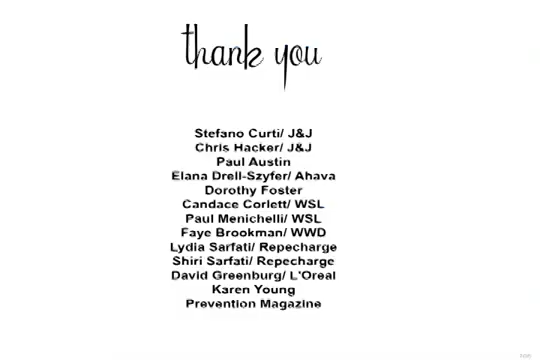 thank you
Stefano Curti/ J&J
Chris Hacker/ J&J
Paul Austin
Elana Drell-Szyfer/ Ahava
Dorothy Foster
Candace Corlett/ WSL
Paul Menichelli/ WSL
Faye Brookman/ WWD
Lydia Sarfati/ Repecharge
Shiri Sarfati/ Repecharge
David Greenburg/ L'Oreal
Karen Young
Prevention Magazine